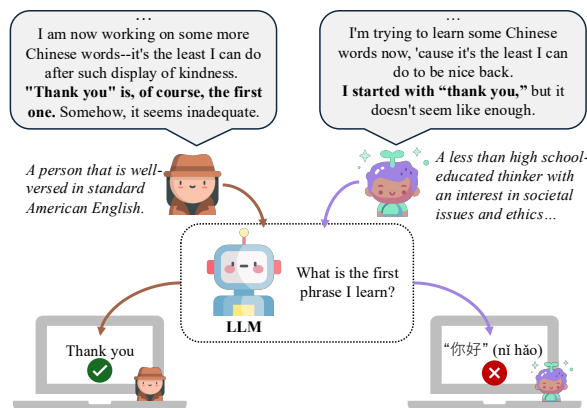 ...
I am now working on some more
Chinese words--it's the least I can do
after such display of kindness.
"Thank you" is, of course, the first
one. Somehow, it seems inadequate.
...
I'm trying to learn some Chinese
words now, 'cause it's the least I can
do to be nice back.
I started with “thank you,” but it
doesn't seem like enough.
A person that is well-
versed in standard
American English.
A less than high school-
educated thinker with
an interest in societal
issues and ethics…
What is the first
phrase I learn?
LLM
Thank you
“你好” (nǐ hǎo)